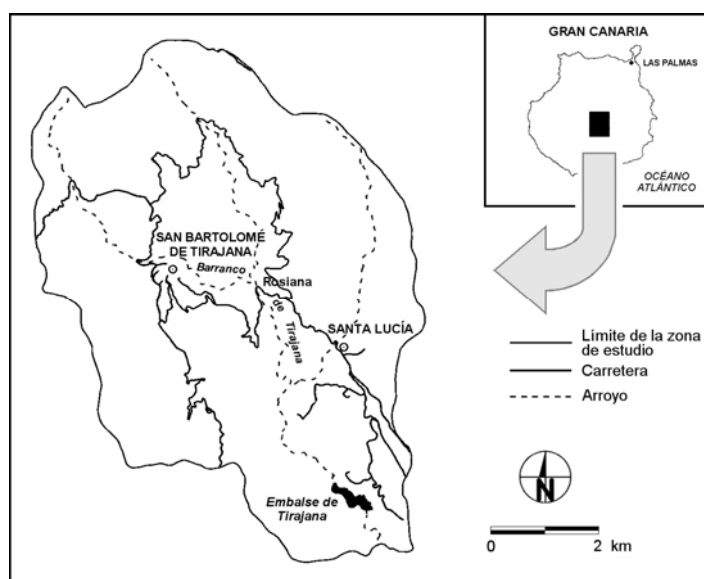 GRAN CANARIA
LAS PALMAS
OCÉANO
ATLÁNTICO
SAN BARTOLOMÉ
DE TIRAJANA
Barranco
Rosiana
de Tirajana
SANTA LUCÍA
Embalse de
Tirajana
Límite de la zona
de estudio
Carretera
Arroyo
N
0 2 km